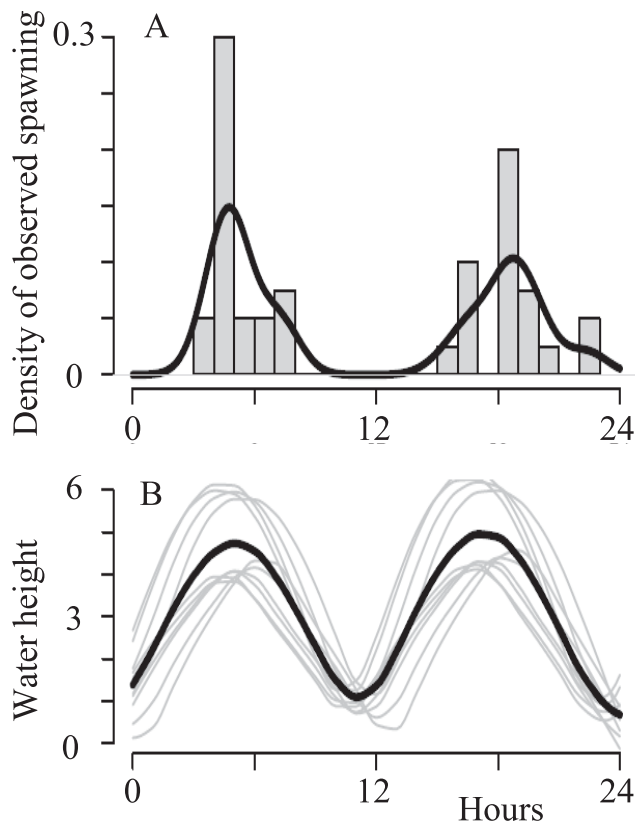 Density of observed spawning
A
0.3
0
0
12
24
Water height
B
6
3
0
0
12
24
Hours